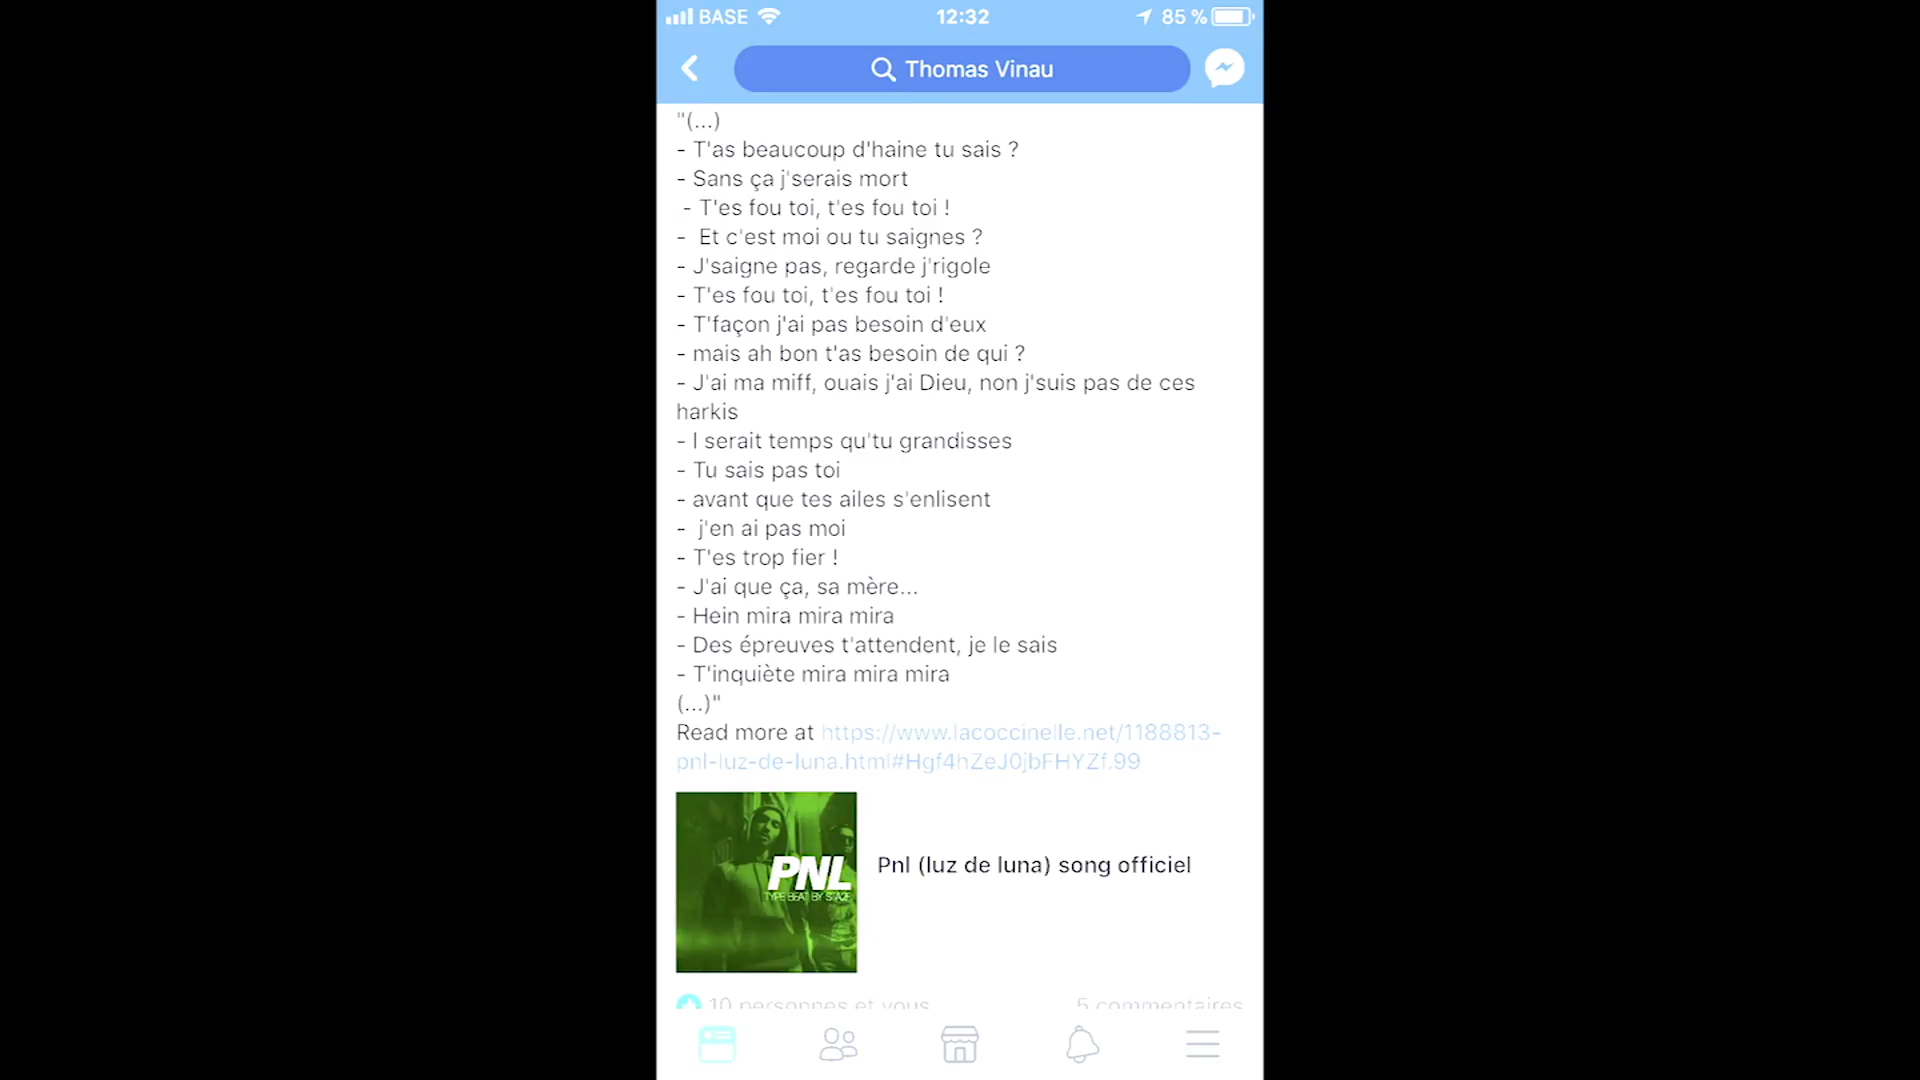 BASE 12:32 85 %
Thomas Vinau
"(...)
- T'as beaucoup d'haine tu sais ?
- Sans ça j'serais mort
- T'es fou toi, t'es fou toi !
- Et c'est moi ou tu saignes ?
- J'saigne pas, regarde j'rigole
- T'es fou toi, t'es fou toi !
- T'façon j'ai pas besoin d'eux
- mais ah bon t'as besoin de qui ?
- J'ai ma miff, ouais j'ai Dieu, non j'suis pas de ces
harkis
- I serait temps qu'tu grandisses
- Tu sais pas toi
- avant que tes ailes s'enlisent
- j'en ai pas moi
- T'es trop fier !
- J'ai que ça, sa mère...
- Hein mira mira mira
- Des épreuves t'attendent, je le sais
- T'inquiète mira mira mira
(...)"
Read more at https://www.lacoccinelle.net/1188813-
pnl-luz-de-luna.html#Hgf4hZeJ0jbFHYZf.99
PNL
TYPE BEAT BY STAZE
Pnl (luz de luna) song officiel
10 personnes et vous 5 commentaires